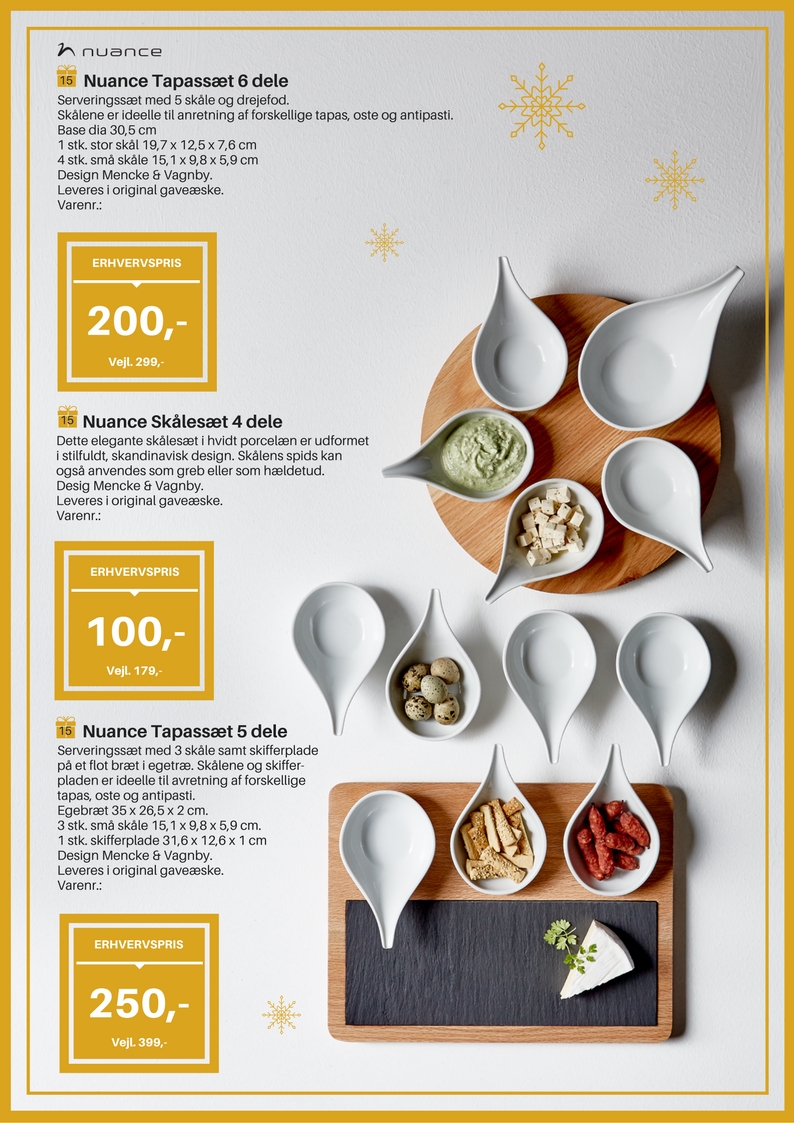 nuance
15 Nuance Tapassæt 6 dele
Serveringssæt med 5 skåle og drejefod.
Skålene er ideelle til anretning af forskellige tapas, oste og antipasti.
Base dia 30,5 cm
1 stk. stor skål 19,7 x 12,5 x 7,6 cm
4 stk. små skåle 15,1 x 9,8 x 5,9 cm
Design Mencke & Vagnby.
Leveres i original gaveæske.
Varenr.:
ERHVERVSPRIS
200,-
Vejl. 299,-
15 Nuance Skålesæt 4 dele
Dette elegante skålesæt i hvidt porcelæn er udformet
i stilfuldt, skandinavisk design. Skålens spids kan
også anvendes som greb eller som hældetud.
Desig Mencke & Vagnby.
Leveres i original gaveæske.
Varenr.:
ERHVERVSPRIS
100,-
Vejl. 179,-
15 Nuance Tapassæt 5 dele
Serveringssæt med 3 skåle samt skifferplade
på et flot bræt i egetræ. Skålene og skiffer-
pladen er ideelle til avretning af forskellige
tapas, oste og antipasti.
Egebræt 35 x 26,5 x 2 cm.
3 stk. små skåle 15,1 x 9,8 x 5,9 cm.
1 stk. skifferplade 31,6 x 12,6 x 1 cm
Design Mencke & Vagnby.
Leveres i original gaveæske.
Varenr.:
ERHVERVSPRIS
250,-
Vejl. 399,-